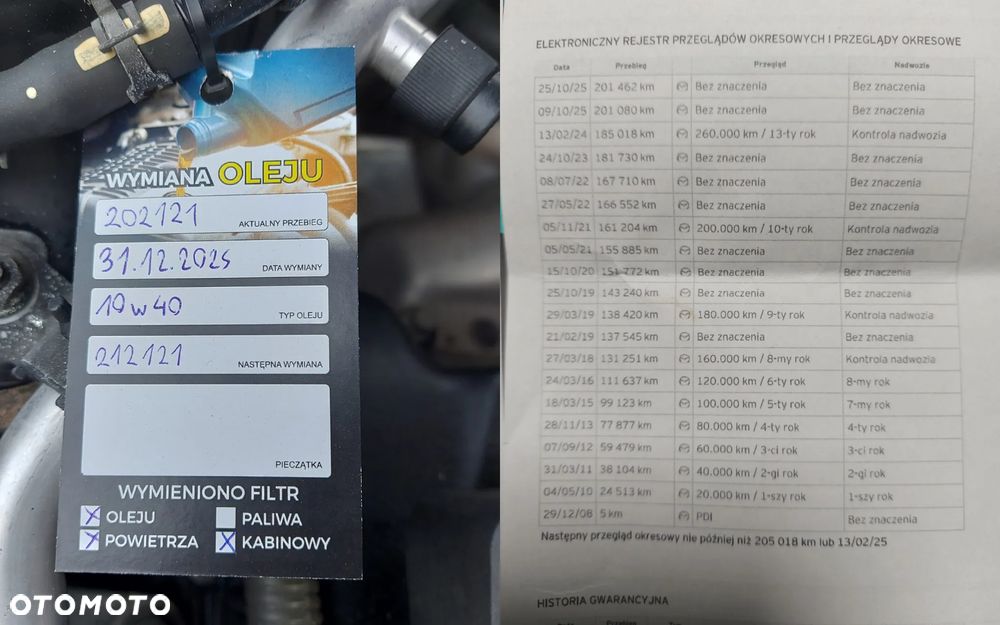 WYMIANA OLEJU
202121
AKTUALNY PRZEBIEG
31.12.2025
DATA WYMIANY
10w40
TYP OLEJU
212121
NASTĘPNA WYMIANA
PIECZĄTKA
WYMIENIONO FILTR
X OLEJU PALIWA
X POWIETRZA X KABINOWY
OTOMOTO
ELEKTRONICZNY REJESTR PRZEGLĄDÓW OKRESOWYCH I PRZEGLĄDY OKRESOWE
Data Przebieg Przegląd Nadwozie
25/10/25 201 462 km Bez znaczenia Bez znaczenia
09/10/25 201 080 km Bez znaczenia Bez znaczenia
13/02/24 185 018 km 260.000 km / 13-ty rok Kontrola nadwozia
24/10/23 181 730 km Bez znaczenia Bez znaczenia
08/07/22 167 710 km Bez znaczenia Bez znaczenia
27/05/22 166 552 km Bez znaczenia Bez znaczenia
05/11/21 161 204 km 200.000 km / 10-ty rok Kontrola nadwozia
05/05/21 155 885 km Bez znaczenia Bez znaczenia
15/10/20 151 772 km Bez znaczenia Bez znaczenia
25/10/19 143 240 km Bez znaczenia Bez znaczenia
29/03/19 138 420 km 180.000 km / 9-ty rok Kontrola nadwozia
21/02/19 137 545 km Bez znaczenia Bez znaczenia
27/03/18 131 251 km 160.000 km / 8-my rok Kontrola nadwozia
24/03/16 111 637 km 120.000 km / 6-ty rok 8-my rok
18/03/15 99 123 km 100.000 km / 5-ty rok 7-my rok
28/11/13 77 877 km 80.000 km / 4-ty rok 4-ty rok
07/09/12 59 479 km 60.000 km / 3-ci rok 3-ci rok
31/03/11 38 104 km 40.000 km / 2-gi rok 2-gi rok
04/05/10 24 513 km 20.000 km / 1-szy rok 1-szy rok
29/12/08 5 km PDI Bez znaczenia
Następny przegląd okresowy nie później niż 205 018 km lub 13/02/25
HISTORIA GWARANCYJNA